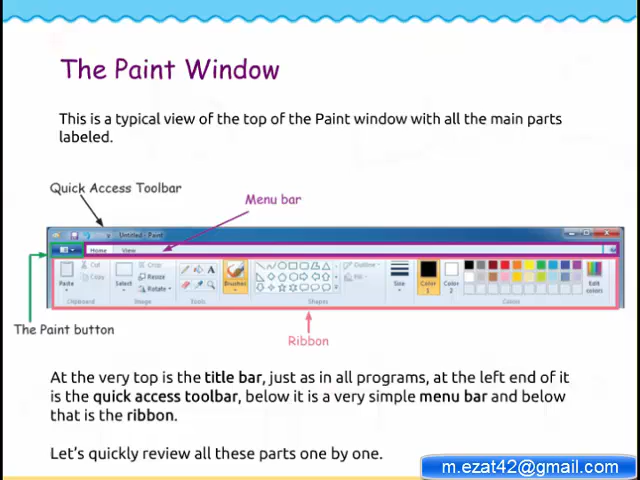 The Paint Window
This is a typical view of the top of the Paint window with all the main parts
labeled.
Quick Access Toolbar
Menu bar
Untitled - Paint
Home View
Cut
Copy
Paste
Clipboard
Select
Crop
Resize
Rotate
Image
Tools
Brushes
Shapes
Outline
Fill
Size
Color
1
Color
2
Edit
colors
Colors
The Paint button
Ribbon
At the very top is the title bar, just as in all programs, at the left end of it
is the quick access toolbar, below it is a very simple menu bar and below
that is the ribbon.
Let's quickly review all these parts one by one.
m.ezat42@gmail.com